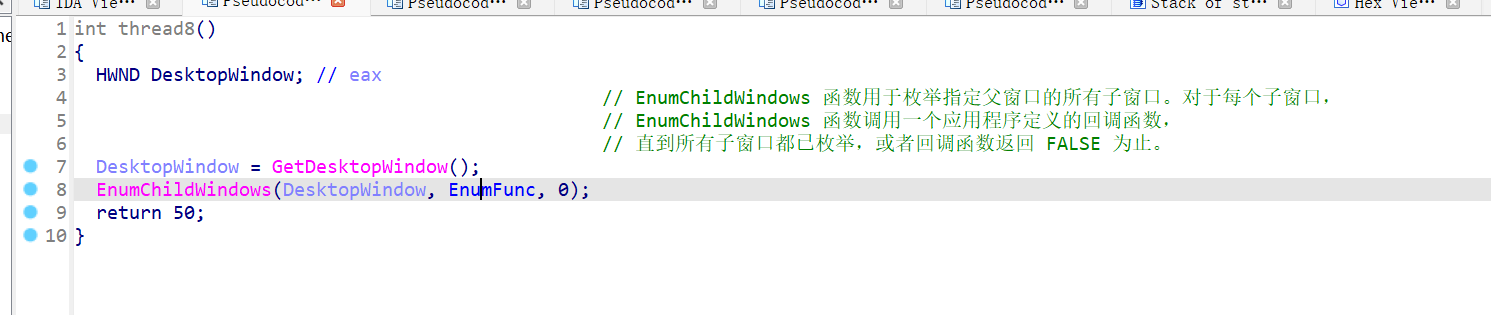 IDA Vie…
Pseudocod…
Pseudocod…
Pseudocod…
Pseudocod…
Pseudocod…
Stack of st…
Hex Vie…
1 int thread8()
2 {
3 HWND DesktopWindow; // eax
4 // EnumChildWindows 函数用于枚举指定父窗口的所有子窗口。对于每个子窗口，
5 // EnumChildWindows 函数调用一个应用程序定义的回调函数，
6 // 直到所有子窗口都已枚举，或者回调函数返回 FALSE 为止。
7 DesktopWindow = GetDesktopWindow();
8 EnumChildWindows(DesktopWindow, EnumFunc, 0);
9 return 50;
10 }